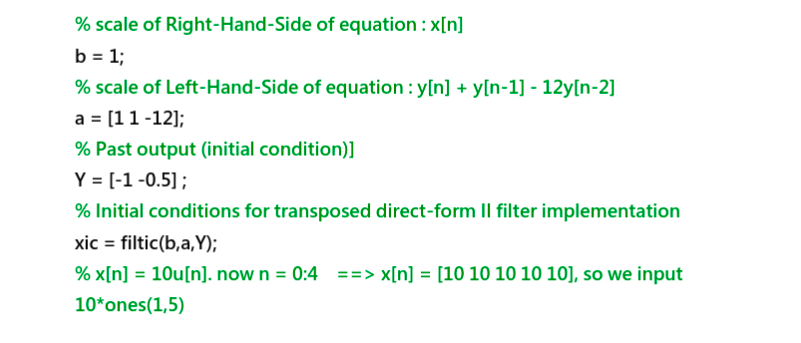 % scale of Right-Hand-Side of equation : x[n]
b = 1;
% scale of Left-Hand-Side of equation : y[n] + y[n-1] - 12y[n-2]
a = [1 1 -12];
% Past output (initial condition)]
Y = [-1 -0.5] ;
% Initial conditions for transposed direct-form II filter implementation
xic = filtic(b,a,Y);
% x[n] = 10u[n]. now n = 0:4 ==> x[n] = [10 10 10 10 10], so we input
10*ones(1,5)